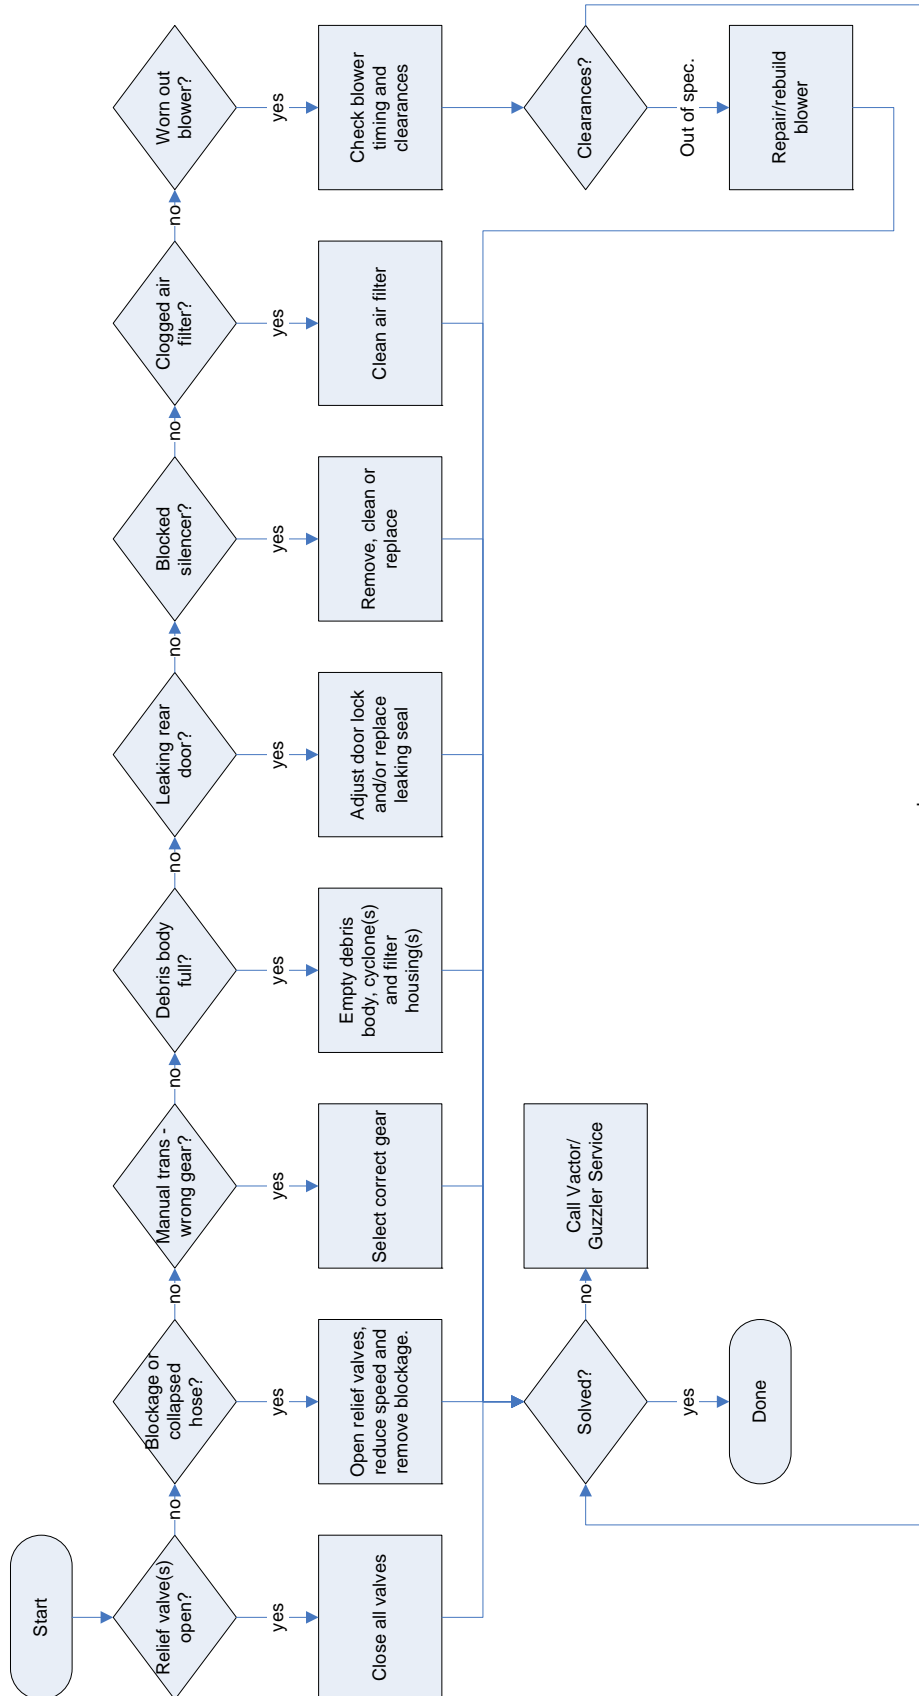 Start
Relief valve(s)
open?
no
Blockage or
collapsed
hose?
no
Manual trans -
wrong gear?
no
Debris body
full?
no
Leaking rear
door?
no
Blocked
silencer?
no
Clogged air
filter?
no
Worn out
blower?
yes
yes
yes
yes
yes
yes
yes
yes
Close all valves
Open relief valves,
reduce speed and
remove blockage.
Select correct gear
Empty debris
body, cyclone(s)
and filter
housing(s)
Adjust door lock
and/or replace
leaking seal
Remove, clean or
replace
Clean air filter
Check blower
timing and
clearances
Solved?
no
Call Vactor/
Guzzler Service
Clearances?
yes
Out of spec.
Done
Repair/rebuild
blower